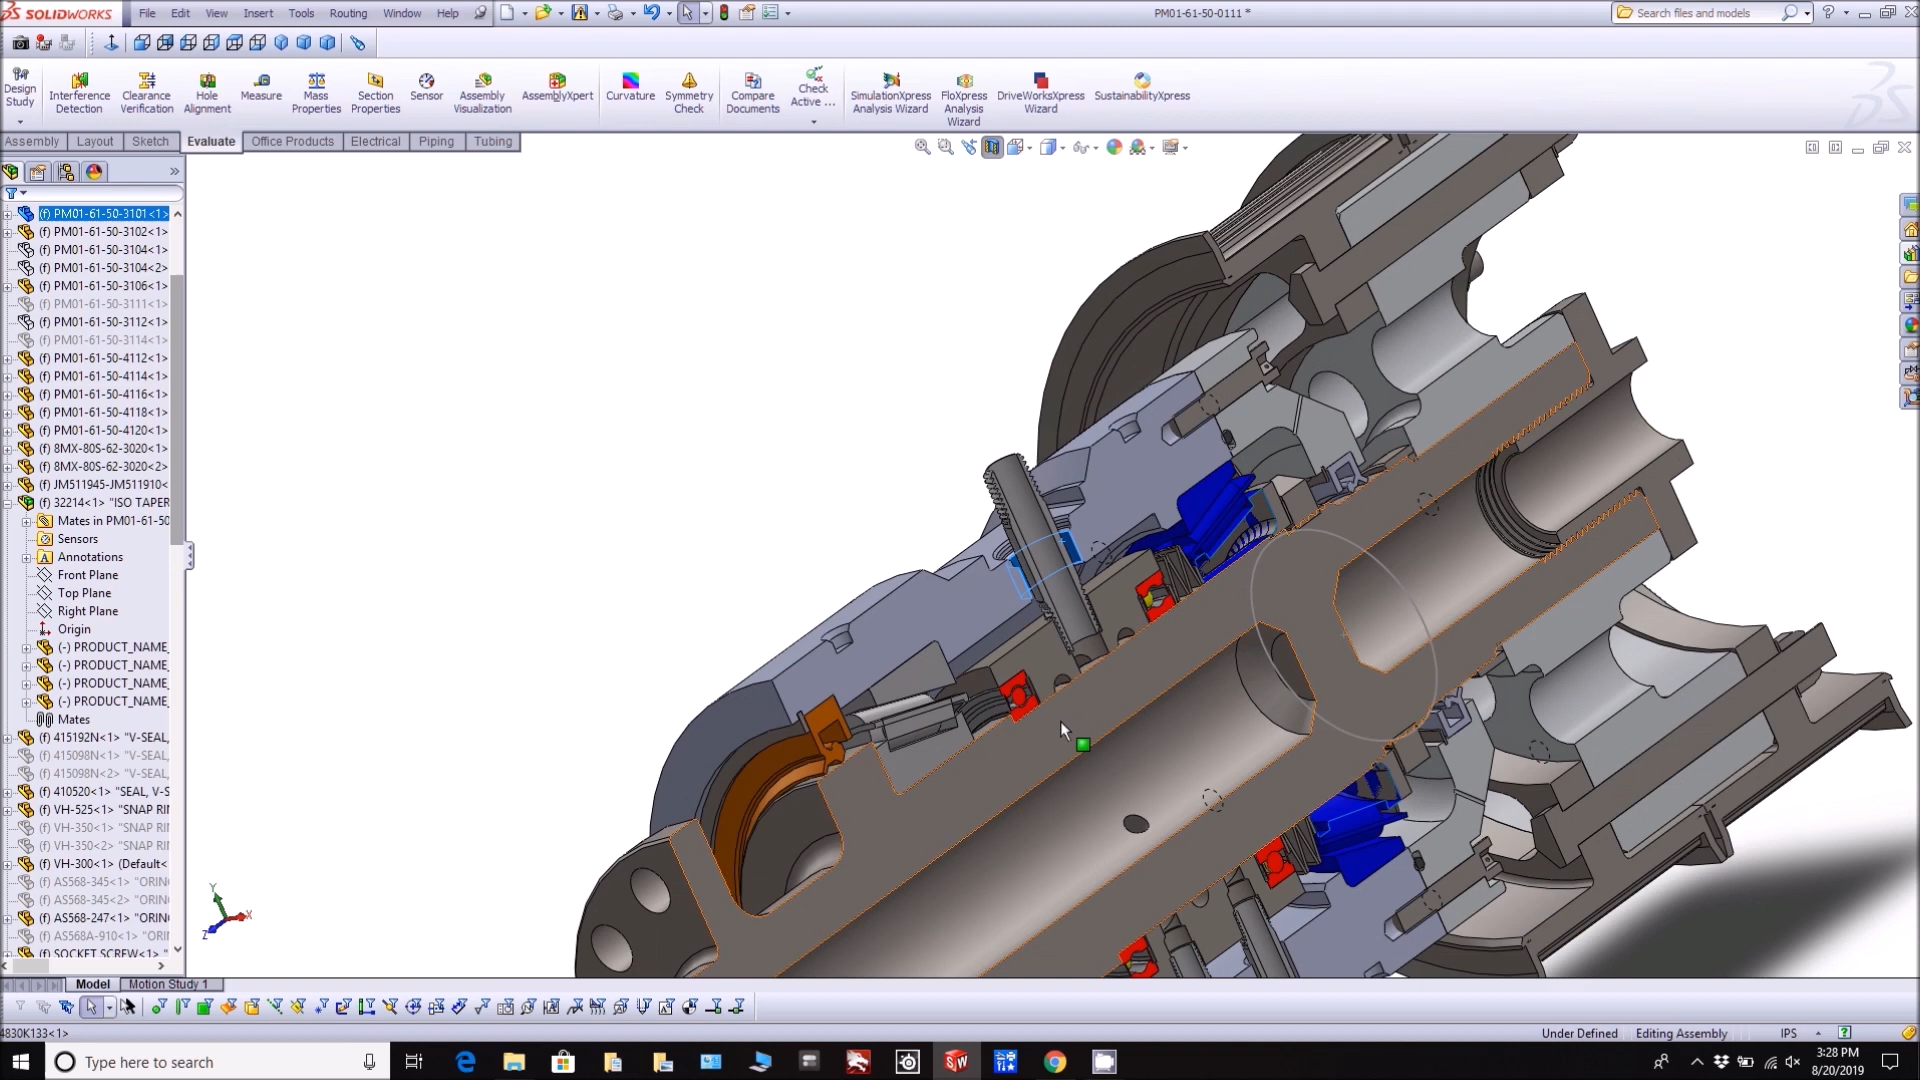 SOLIDWORKS File Edit View Insert Tools Routing Window Help PM01-61-50-0111 * Search files and models
Design Study
Interference Detection
Clearance Verification
Hole Alignment
Measure
Mass Properties
Section Properties
Sensor
Assembly Visualization
AssemblyXpert
Curvature
Symmetry Check
Compare Documents
Check Active ...
SimulationXpress Analysis Wizard
FloXpress Analysis Wizard
DriveWorksXpress Wizard
SustainabilityXpress
Assembly Layout Sketch Evaluate Office Products Electrical Piping Tubing
(f) PM01-61-50-3101<1>
(f) PM01-61-50-3102<1>
(f) PM01-61-50-3104<1>
(f) PM01-61-50-3104<2>
(f) PM01-61-50-3106<1>
(f) PM01-61-50-3111<1>
(f) PM01-61-50-3112<1>
(f) PM01-61-50-3114<1>
(f) PM01-61-50-4112<1>
(f) PM01-61-50-4114<1>
(f) PM01-61-50-4116<1>
(f) PM01-61-50-4118<1>
(f) PM01-61-50-4120<1>
(f) 8MX-80S-62-3020<1>
(f) 8MX-80S-62-3020<2>
(f) JM511945-JM511910<
(f) 32214<1> "ISO TAPER
Mates in PM01-61-50
Sensors
Annotations
Front Plane
Top Plane
Right Plane
Origin
(-) PRODUCT_NAME_
(-) PRODUCT_NAME_
(-) PRODUCT_NAME_
(-) PRODUCT_NAME_
Mates
(f) 415192N<1> "V-SEAL,
(f) 415098N<1> "V-SEAL,
(f) 415098N<2> "V-SEAL,
(f) 410520<1> "SEAL, V-S
(f) VH-525<1> "SNAP RI
(f) VH-350<1> "SNAP RI
(f) VH-350<2> "SNAP RI
(f) VH-300<1> (Default<
(f) AS568-345<1> "ORIN
(f) AS568-345<2> "ORIN
(f) AS568-247<1> "ORIN
(f) AS568A-910<1> "ORI
(f) SOCKET SCREW<1> "
Y
X
Z
Model Motion Study 1
4830K133<1> Under Defined Editing Assembly IPS
Type here to search
3:28 PM
8/20/2019